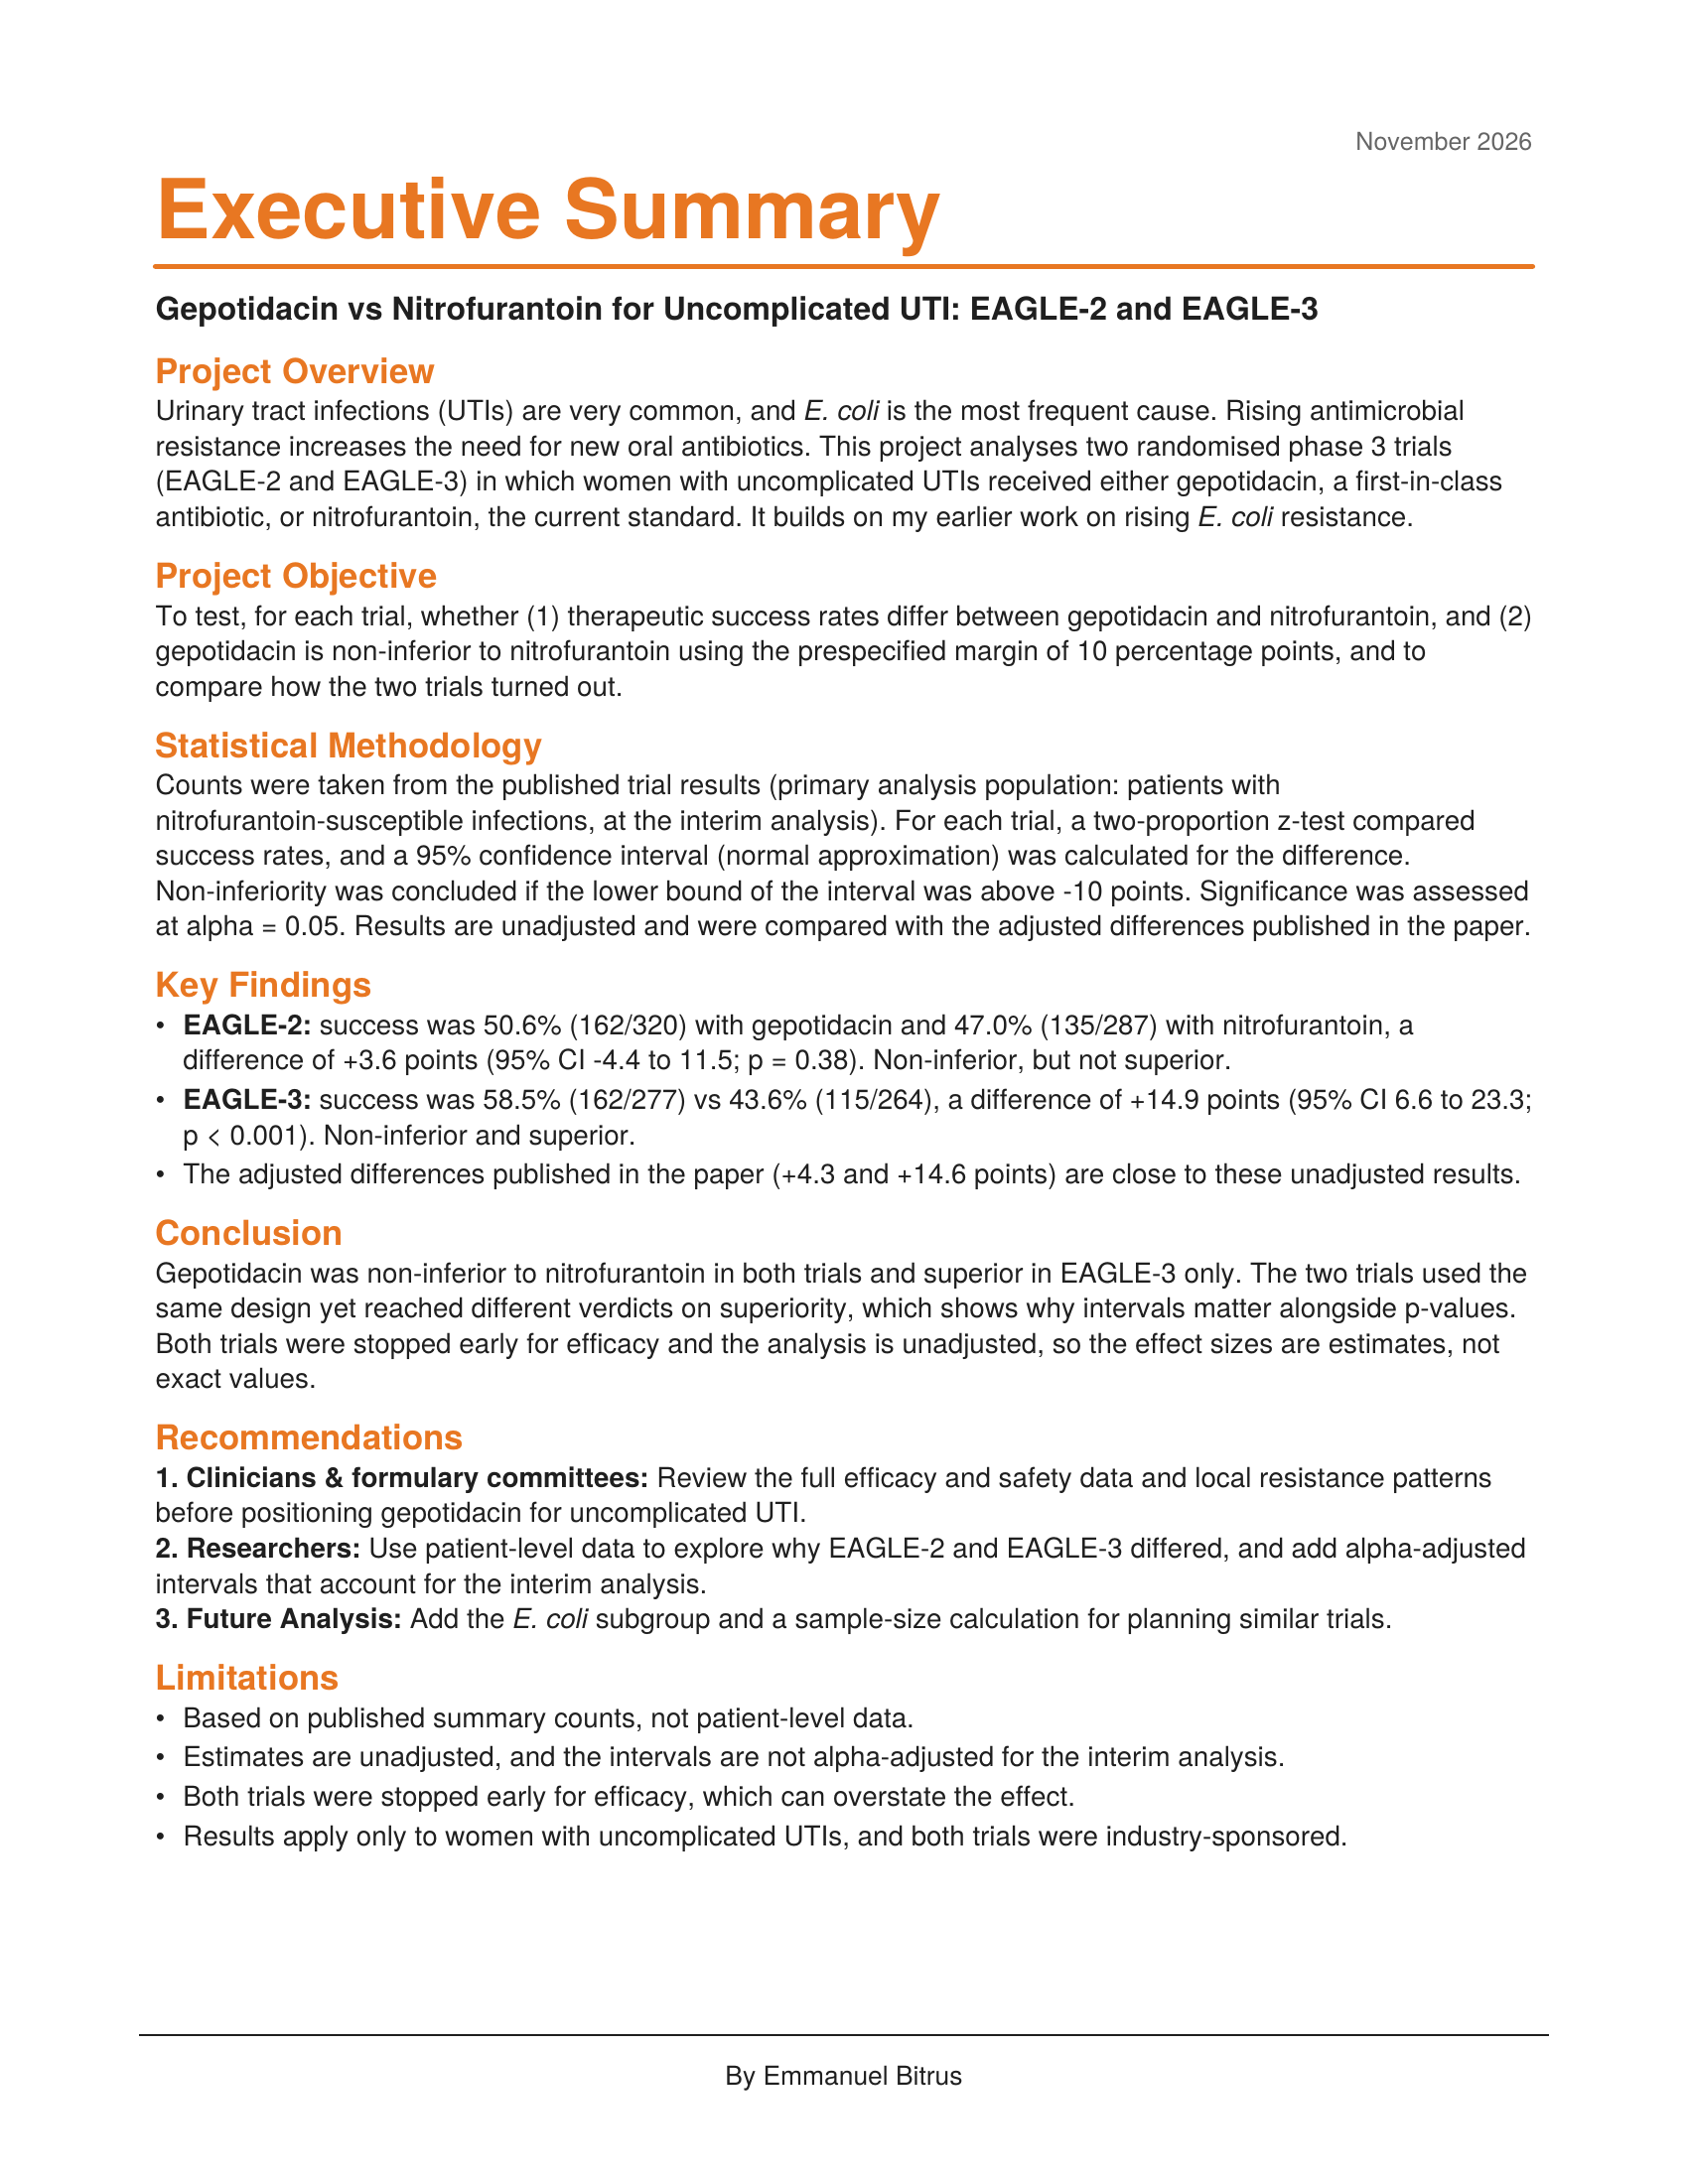 November 2026
Executive Summary
Gepotidacin vs Nitrofurantoin for Uncomplicated UTI: EAGLE-2 and EAGLE-3
Project Overview
Urinary tract infections (UTIs) are very common, and E. coli is the most frequent cause. Rising antimicrobial
resistance increases the need for new oral antibiotics. This project analyses two randomised phase 3 trials
(EAGLE-2 and EAGLE-3) in which women with uncomplicated UTIs received either gepotidacin, a first-in-class
antibiotic, or nitrofurantoin, the current standard. It builds on my earlier work on rising E. coli resistance.
Project Objective
To test, for each trial, whether (1) therapeutic success rates differ between gepotidacin and nitrofurantoin, and (2)
gepotidacin is non-inferior to nitrofurantoin using the prespecified margin of 10 percentage points, and to
compare how the two trials turned out.
Statistical Methodology
Counts were taken from the published trial results (primary analysis population: patients with
nitrofurantoin-susceptible infections, at the interim analysis). For each trial, a two-proportion z-test compared
success rates, and a 95% confidence interval (normal approximation) was calculated for the difference.
Non-inferiority was concluded if the lower bound of the interval was above -10 points. Significance was assessed
at alpha = 0.05. Results are unadjusted and were compared with the adjusted differences published in the paper.
Key Findings
• EAGLE-2: success was 50.6% (162/320) with gepotidacin and 47.0% (135/287) with nitrofurantoin, a
difference of +3.6 points (95% CI -4.4 to 11.5; p = 0.38). Non-inferior, but not superior.
• EAGLE-3: success was 58.5% (162/277) vs 43.6% (115/264), a difference of +14.9 points (95% CI 6.6 to 23.3;
p < 0.001). Non-inferior and superior.
• The adjusted differences published in the paper (+4.3 and +14.6 points) are close to these unadjusted results.
Conclusion
Gepotidacin was non-inferior to nitrofurantoin in both trials and superior in EAGLE-3 only. The two trials used the
same design yet reached different verdicts on superiority, which shows why intervals matter alongside p-values.
Both trials were stopped early for efficacy and the analysis is unadjusted, so the effect sizes are estimates, not
exact values.
Recommendations
1. Clinicians & formulary committees: Review the full efficacy and safety data and local resistance patterns
before positioning gepotidacin for uncomplicated UTI.
2. Researchers: Use patient-level data to explore why EAGLE-2 and EAGLE-3 differed, and add alpha-adjusted
intervals that account for the interim analysis.
3. Future Analysis: Add the E. coli subgroup and a sample-size calculation for planning similar trials.
Limitations
• Based on published summary counts, not patient-level data.
• Estimates are unadjusted, and the intervals are not alpha-adjusted for the interim analysis.
• Both trials were stopped early for efficacy, which can overstate the effect.
• Results apply only to women with uncomplicated UTIs, and both trials were industry-sponsored.
By Emmanuel Bitrus